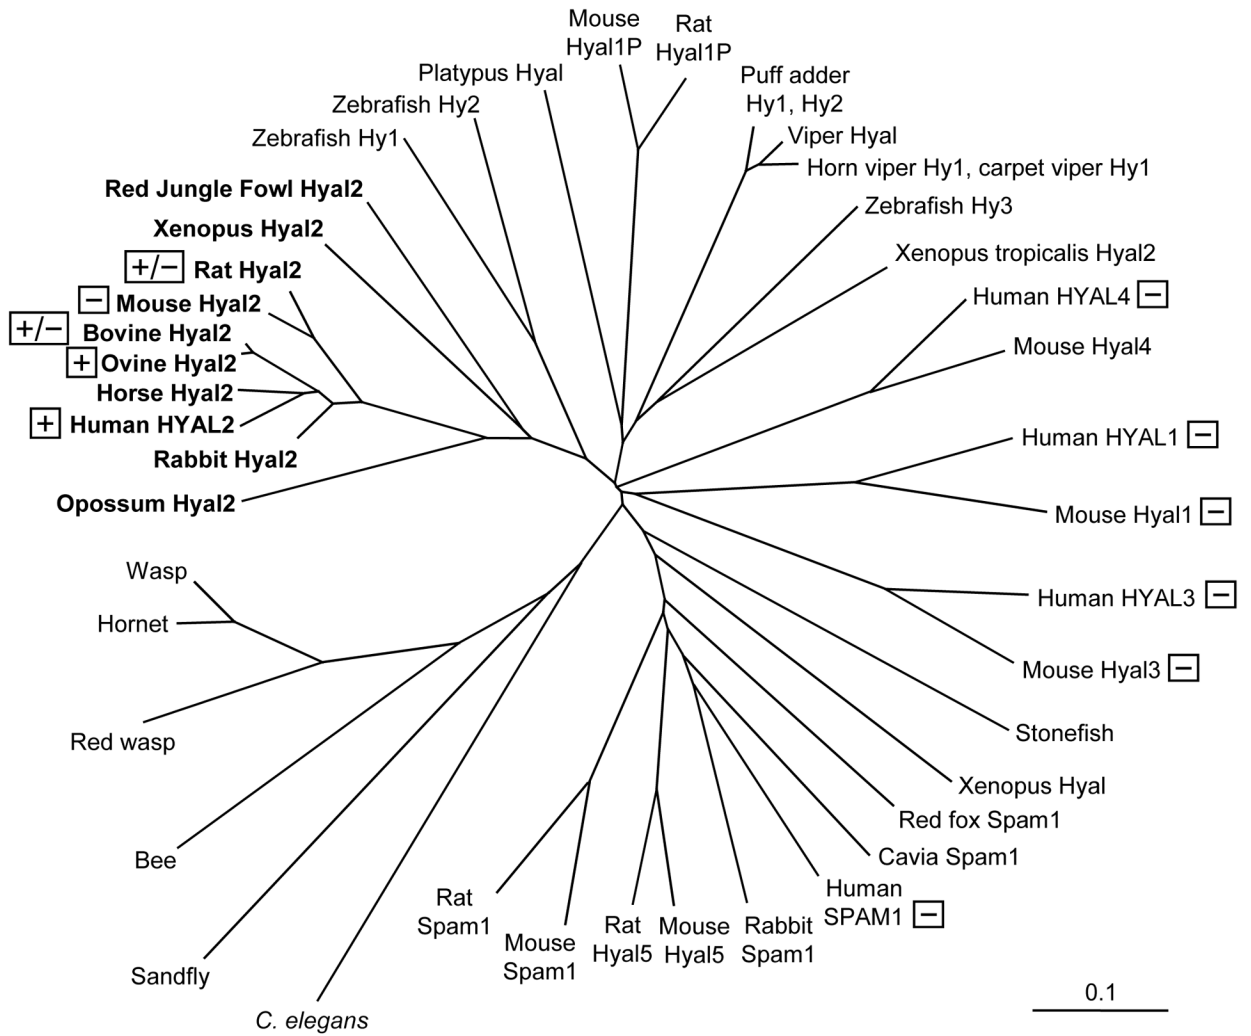 Mouse
Hyal1P
Rat
Hyal1P
Platypus Hyal
Puff adder
Hy1, Hy2
Zebrafish Hy2
Viper Hyal
Zebrafish Hy1
Horn viper Hy1, carpet viper Hy1
Red Jungle Fowl Hyal2
Zebrafish Hy3
Xenopus Hyal2
Xenopus tropicalis Hyal2
+/− Rat Hyal2
Human HYAL4 −
− Mouse Hyal2
+/− Bovine Hyal2
Mouse Hyal4
+ Ovine Hyal2
Horse Hyal2
+ Human HYAL2
Human HYAL1 −
Rabbit Hyal2
Opossum Hyal2
Mouse Hyal1 −
Wasp
Human HYAL3 −
Hornet
Mouse Hyal3 −
Red wasp
Stonefish
Xenopus Hyal
Red fox Spam1
Bee
Cavia Spam1
Human
SPAM1 −
Rat
Spam1
Mouse
Spam1
Rat
Hyal5
Mouse
Hyal5
Rabbit
Spam1
Sandfly
C. elegans
0.1